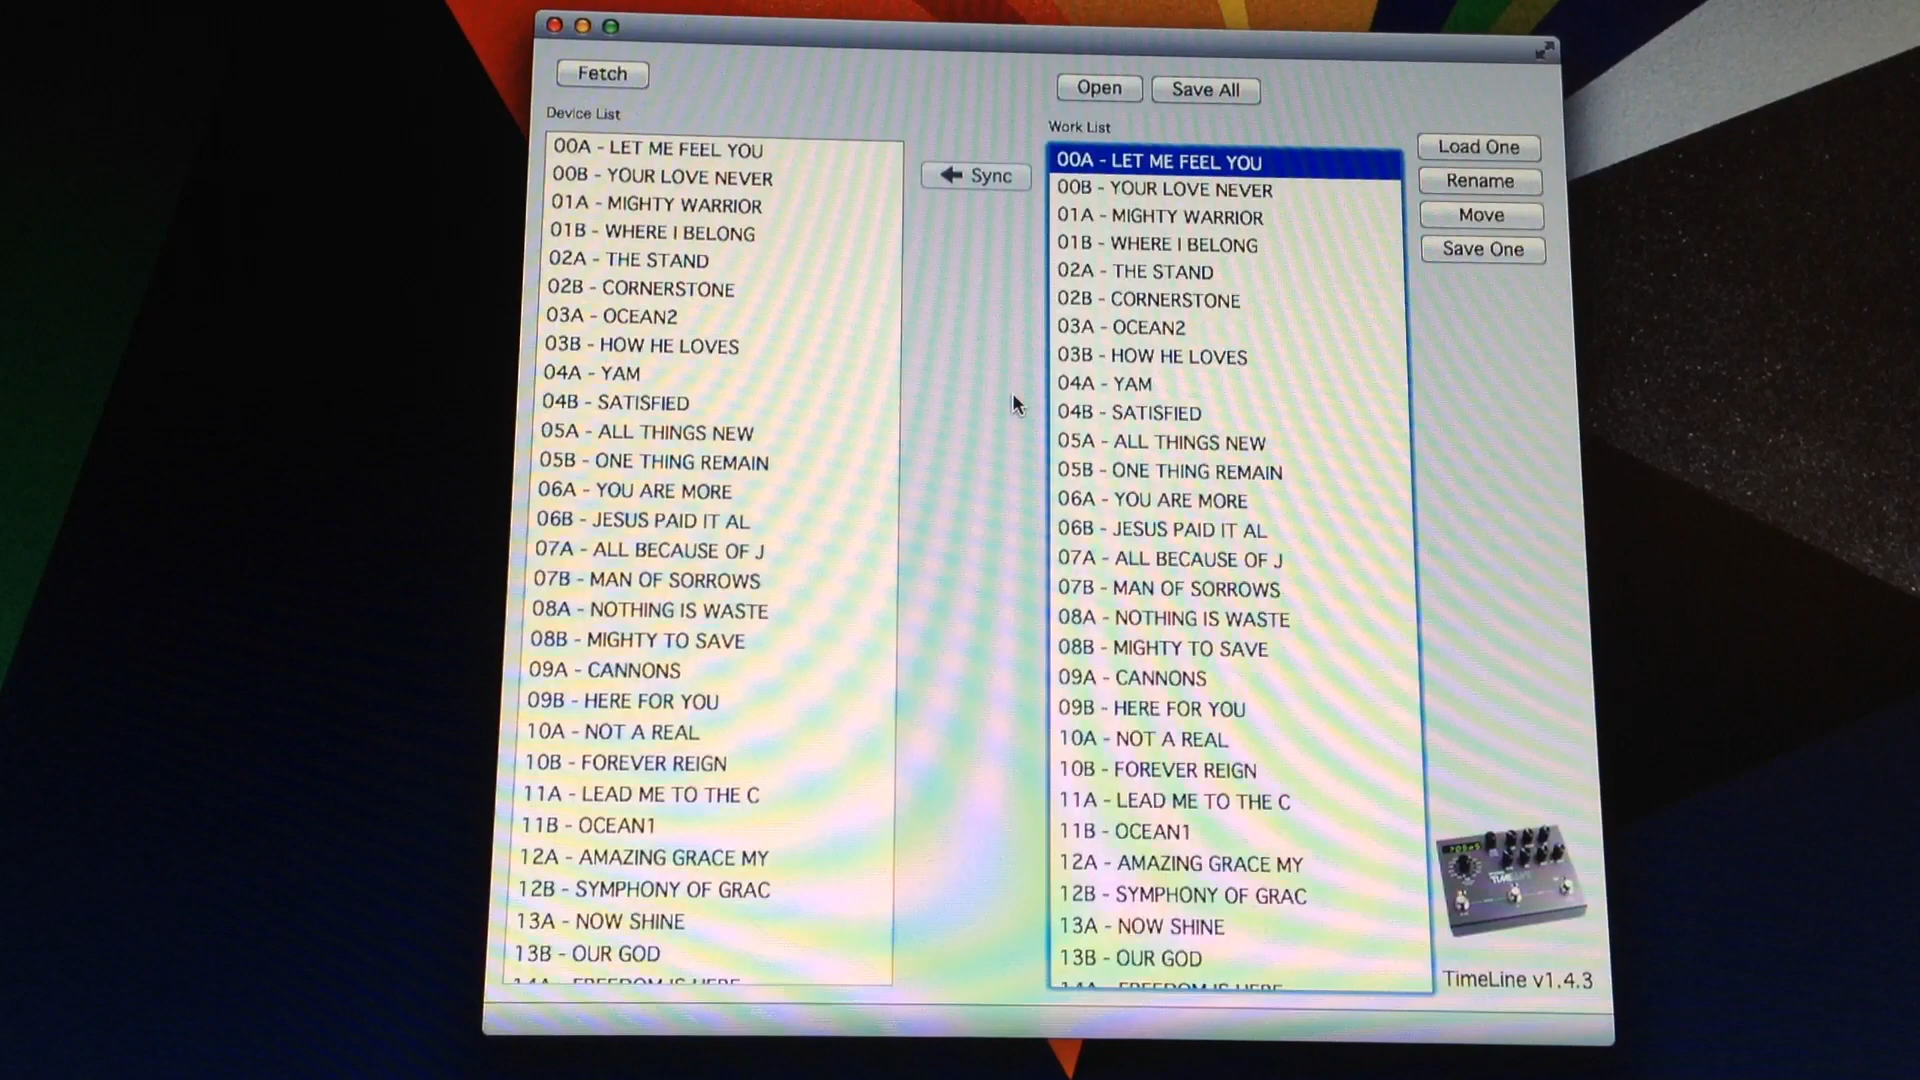 Fetch
Device List
00A - LET ME FEEL YOU
00B - YOUR LOVE NEVER
01A - MIGHTY WARRIOR
01B - WHERE I BELONG
02A - THE STAND
02B - CORNERSTONE
03A - OCEAN2
03B - HOW HE LOVES
04A - YAM
04B - SATISFIED
05A - ALL THINGS NEW
05B - ONE THING REMAIN
06A - YOU ARE MORE
06B - JESUS PAID IT AL
07A - ALL BECAUSE OF J
07B - MAN OF SORROWS
08A - NOTHING IS WASTE
08B - MIGHTY TO SAVE
09A - CANNONS
09B - HERE FOR YOU
10A - NOT A REAL
10B - FOREVER REIGN
11A - LEAD ME TO THE C
11B - OCEAN1
12A - AMAZING GRACE MY
12B - SYMPHONY OF GRAC
13A - NOW SHINE
13B - OUR GOD
14A - FREEDOM IS HERE
Sync
Open
Save All
Work List
00A - LET ME FEEL YOU
00B - YOUR LOVE NEVER
01A - MIGHTY WARRIOR
01B - WHERE I BELONG
02A - THE STAND
02B - CORNERSTONE
03A - OCEAN2
03B - HOW HE LOVES
04A - YAM
04B - SATISFIED
05A - ALL THINGS NEW
05B - ONE THING REMAIN
06A - YOU ARE MORE
06B - JESUS PAID IT AL
07A - ALL BECAUSE OF J
07B - MAN OF SORROWS
08A - NOTHING IS WASTE
08B - MIGHTY TO SAVE
09A - CANNONS
09B - HERE FOR YOU
10A - NOT A REAL
10B - FOREVER REIGN
11A - LEAD ME TO THE C
11B - OCEAN1
12A - AMAZING GRACE MY
12B - SYMPHONY OF GRAC
13A - NOW SHINE
13B - OUR GOD
14A - FREEDOM IS HERE
Load One
Rename
Move
Save One
TimeLine v1.4.3